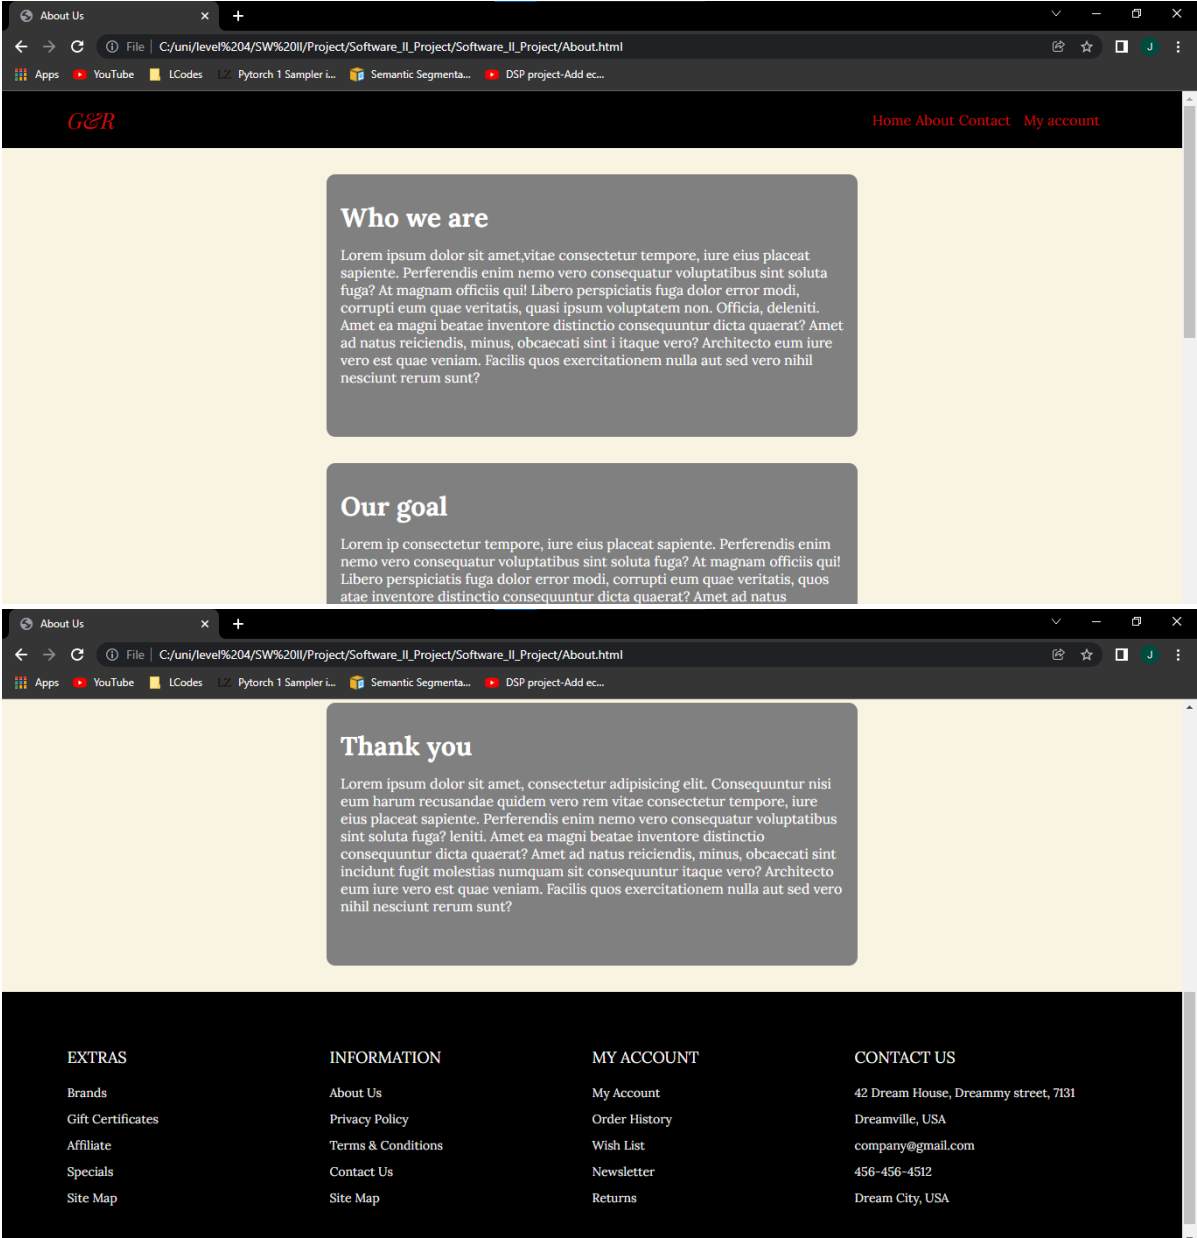 About Us
File C:/uni/level%204/SW%20II/Project/Software_II_Project/Software_II_Project/About.html J
Apps YouTube LCodes LZ Pytorch 1 Sampler i... Semantic Segmenta... DSP project-Add ec...
G&R Home About Contact My account
Who we are
Lorem ipsum dolor sit amet,vitae consectetur tempore, iure eius placeat
sapiente. Perferendis enim nemo vero consequatur voluptatibus sint soluta
fuga? At magnam officiis qui! Libero perspiciatis fuga dolor error modi,
corrupti eum quae veritatis, quasi ipsum voluptatem non. Officia, deleniti.
Amet ea magni beatae inventore distinctio consequuntur dicta quaerat? Amet
ad natus reiciendis, minus, obcaecati sint i itaque vero? Architecto eum iure
vero est quae veniam. Facilis quos exercitationem nulla aut sed vero nihil
nesciunt rerum sunt?
Our goal
Lorem ip consectetur tempore, iure eius placeat sapiente. Perferendis enim
nemo vero consequatur voluptatibus sint soluta fuga? At magnam officiis qui!
Libero perspiciatis fuga dolor error modi, corrupti eum quae veritatis, quos
atae inventore distinctio consequuntur dicta quaerat? Amet ad natus
About Us
File C:/uni/level%204/SW%20II/Project/Software_II_Project/Software_II_Project/About.html J
Apps YouTube LCodes LZ Pytorch 1 Sampler i... Semantic Segmenta... DSP project-Add ec...
Thank you
Lorem ipsum dolor sit amet, consectetur adipisicing elit. Consequuntur nisi
eum harum recusandae quidem vero rem vitae consectetur tempore, iure
eius placeat sapiente. Perferendis enim nemo vero consequatur voluptatibus
sint soluta fuga? leniti. Amet ea magni beatae inventore distinctio
consequuntur dicta quaerat? Amet ad natus reiciendis, minus, obcaecati sint
incidunt fugit molestias numquam sit consequuntur itaque vero? Architecto
eum iure vero est quae veniam. Facilis quos exercitationem nulla aut sed vero
nihil nesciunt rerum sunt?
EXTRAS
Brands
Gift Certificates
Affiliate
Specials
Site Map
INFORMATION
About Us
Privacy Policy
Terms & Conditions
Contact Us
Site Map
MY ACCOUNT
My Account
Order History
Wish List
Newsletter
Returns
CONTACT US
42 Dream House, Dreammy street, 7131
Dreamville, USA
company@gmail.com
456-456-4512
Dream City, USA